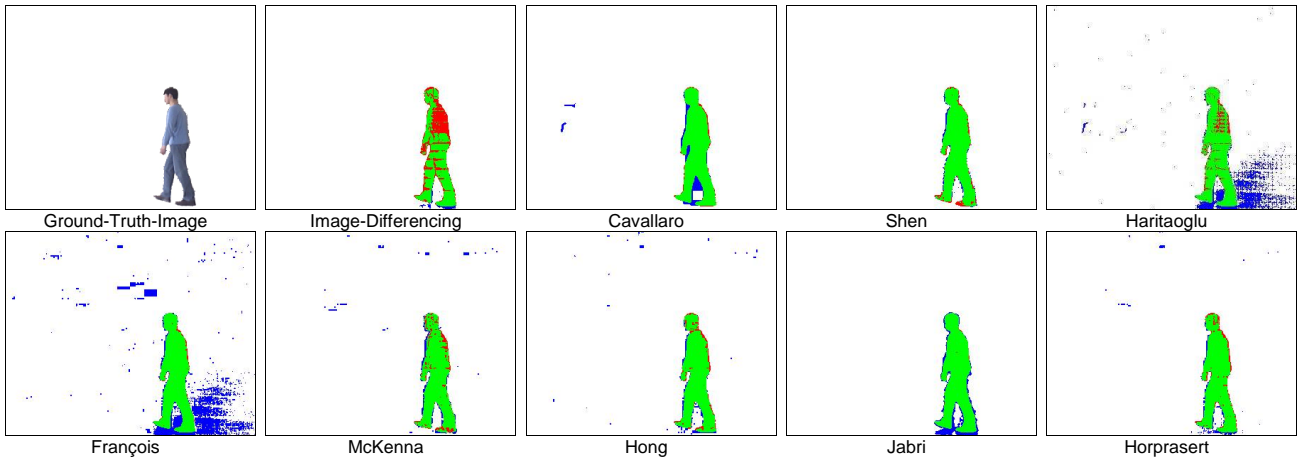 Ground-Truth-Image Image-Differencing Cavallaro Shen Haritaoglu
François McKenna Hong Jabri Horprasert